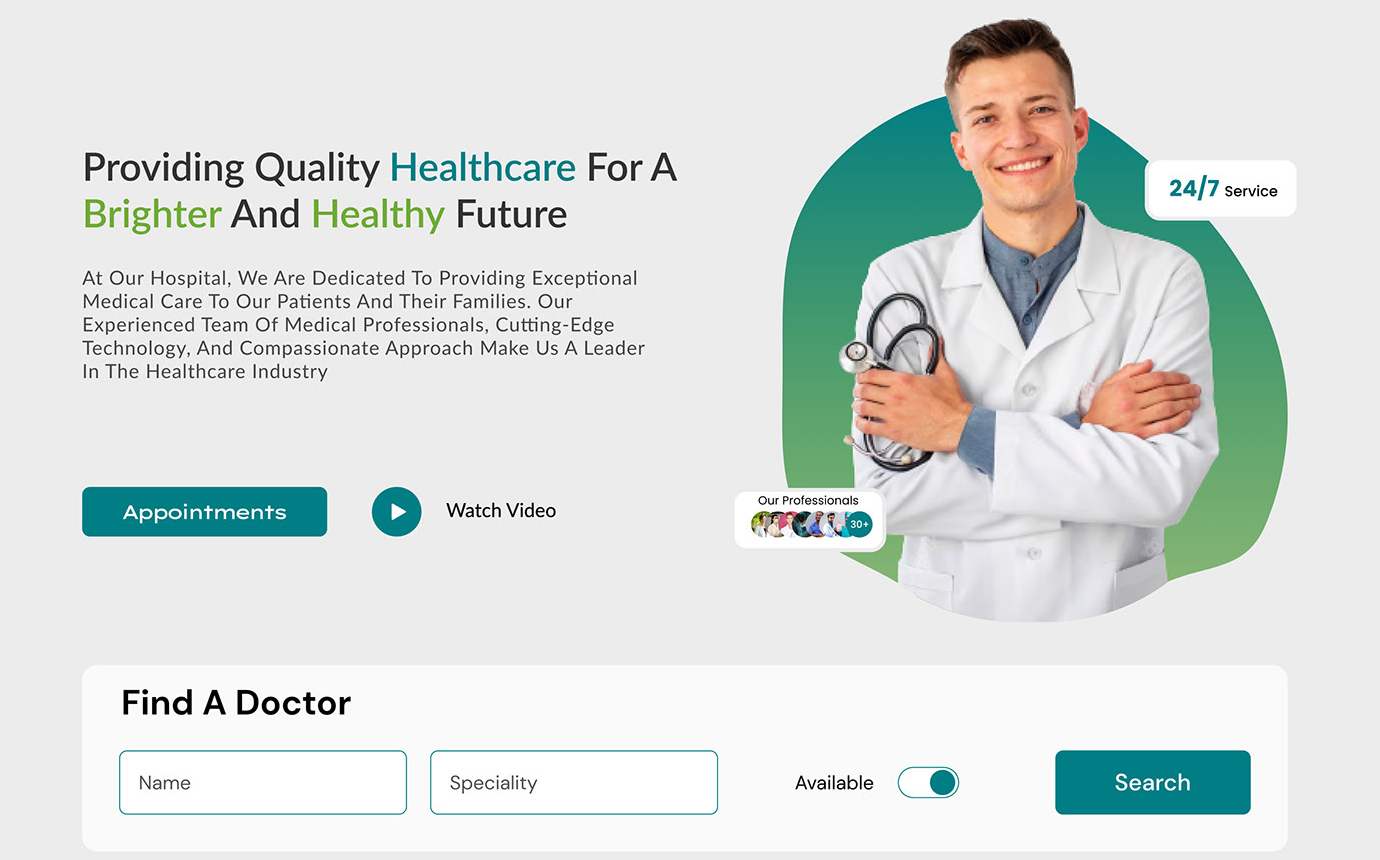 Providing Quality Healthcare For A
Brighter And Healthy Future
At Our Hospital, We Are Dedicated To Providing Exceptional
Medical Care To Our Patients And Their Families. Our
Experienced Team Of Medical Professionals, Cutting-Edge
Technology, And Compassionate Approach Make Us A Leader
In The Healthcare Industry
Appointments
Watch Video
24/7 Service
Our Professionals
30+
Find A Doctor
Name
Speciality
Available
Search